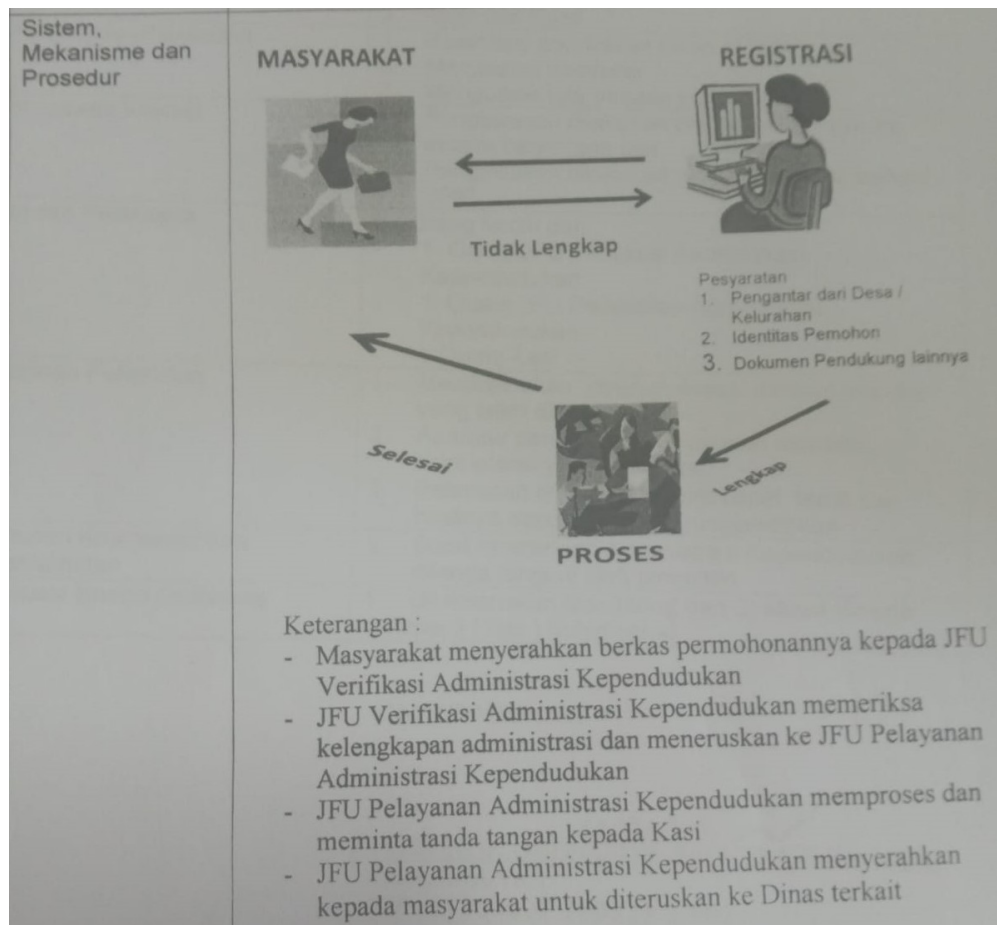 Sistem,
Mekanisme dan
Prosedur
MASYARAKAT
REGISTRASI
Tidak Lengkap
Pesyaratan
1. Pengantar dari Desa /
Kelurahan
2. Identitas Pemohon
3. Dokumen Pendukung lainnya
Selesai
Lengkap
PROSES
Keterangan :
- Masyarakat menyerahkan berkas permohonannya kepada JFU
Verifikasi Administrasi Kependudukan
- JFU Verifikasi Administrasi Kependudukan memeriksa
kelengkapan administrasi dan meneruskan ke JFU Pelayanan
Administrasi Kependudukan
- JFU Pelayanan Administrasi Kependudukan memproses dan
meminta tanda tangan kepada Kasi
- JFU Pelayanan Administrasi Kependudukan menyerahkan
kepada masyarakat untuk diteruskan ke Dinas terkait